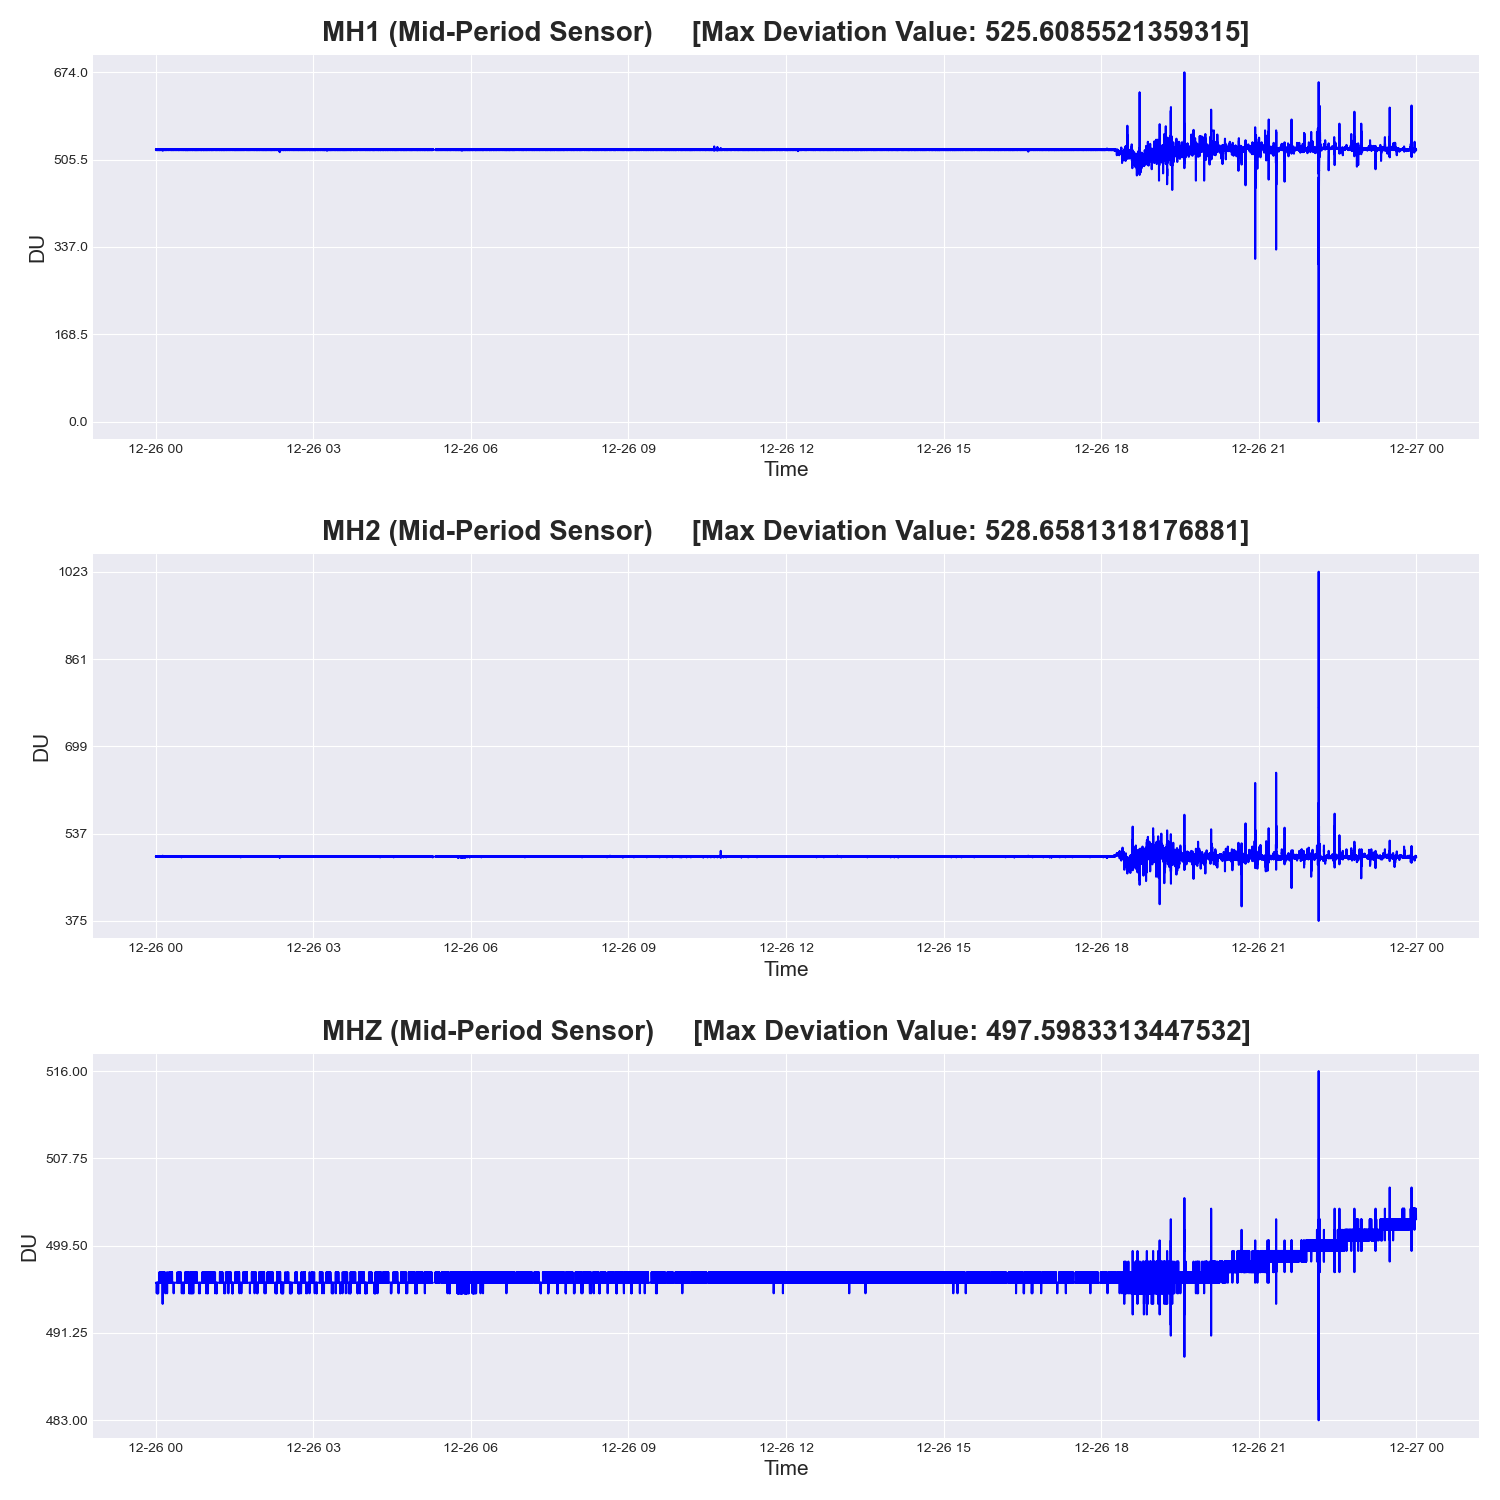 MH1 (Mid-Period Sensor) [Max Deviation Value: 525.6085521359315]
674.0
505.5
337.0
168.5
0.0
DU
12-26 00 12-26 03 12-26 06 12-26 09 12-26 12 12-26 15 12-26 18 12-26 21 12-27 00
Time
MH2 (Mid-Period Sensor) [Max Deviation Value: 528.6581318176881]
1023
861
699
537
375
DU
12-26 00 12-26 03 12-26 06 12-26 09 12-26 12 12-26 15 12-26 18 12-26 21 12-27 00
Time
MHZ (Mid-Period Sensor) [Max Deviation Value: 497.5983313447532]
516.00
507.75
499.50
491.25
483.00
DU
12-26 00 12-26 03 12-26 06 12-26 09 12-26 12 12-26 15 12-26 18 12-26 21 12-27 00
Time